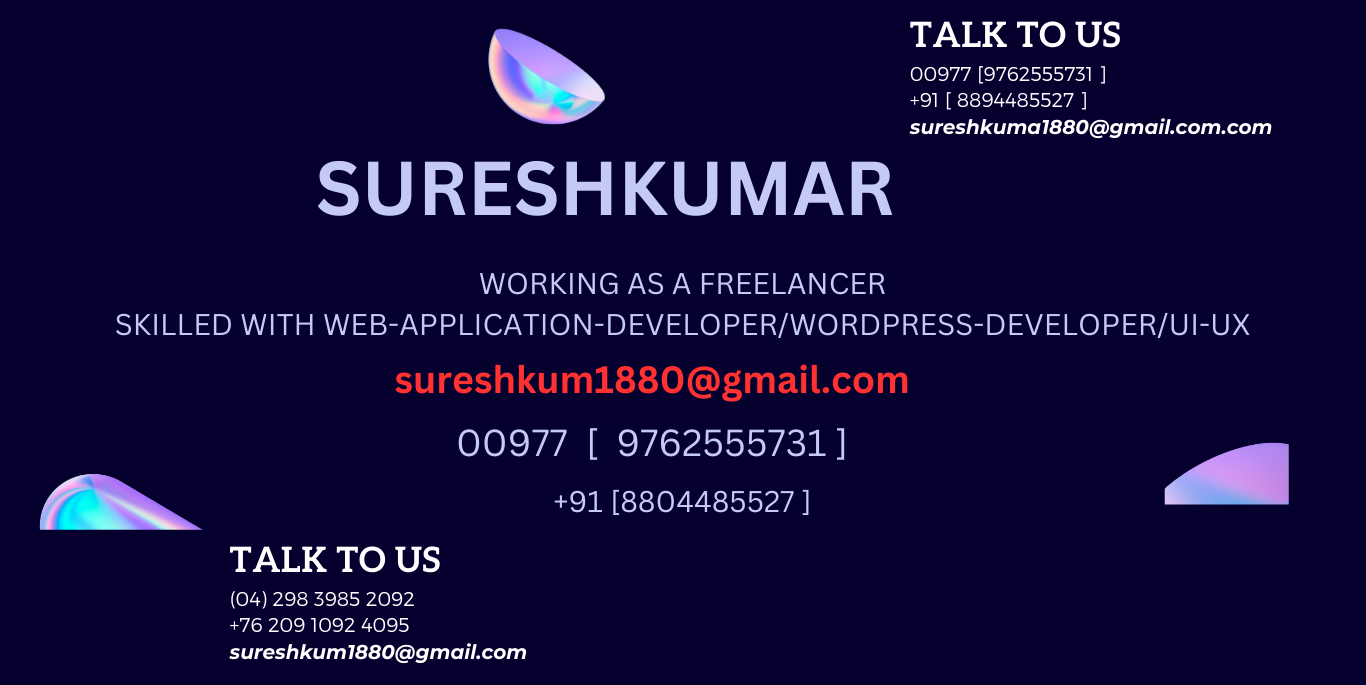 TALK TO US
00977 [9762555731 ]
+91 [ 8894485527 ]
sureshkuma1880@gmail.com.com
SURESHKUMAR
WORKING AS A FREELANCER
SKILLED WITH WEB-APPLICATION-DEVELOPER/WORDPRESS-DEVELOPER/UI-UX
sureshkum1880@gmail.com
00977 [ 9762555731 ]
+91 [8804485527 ]
TALK TO US
(04) 298 3985 2092
+76 209 1092 4095
sureshkum1880@gmail.com